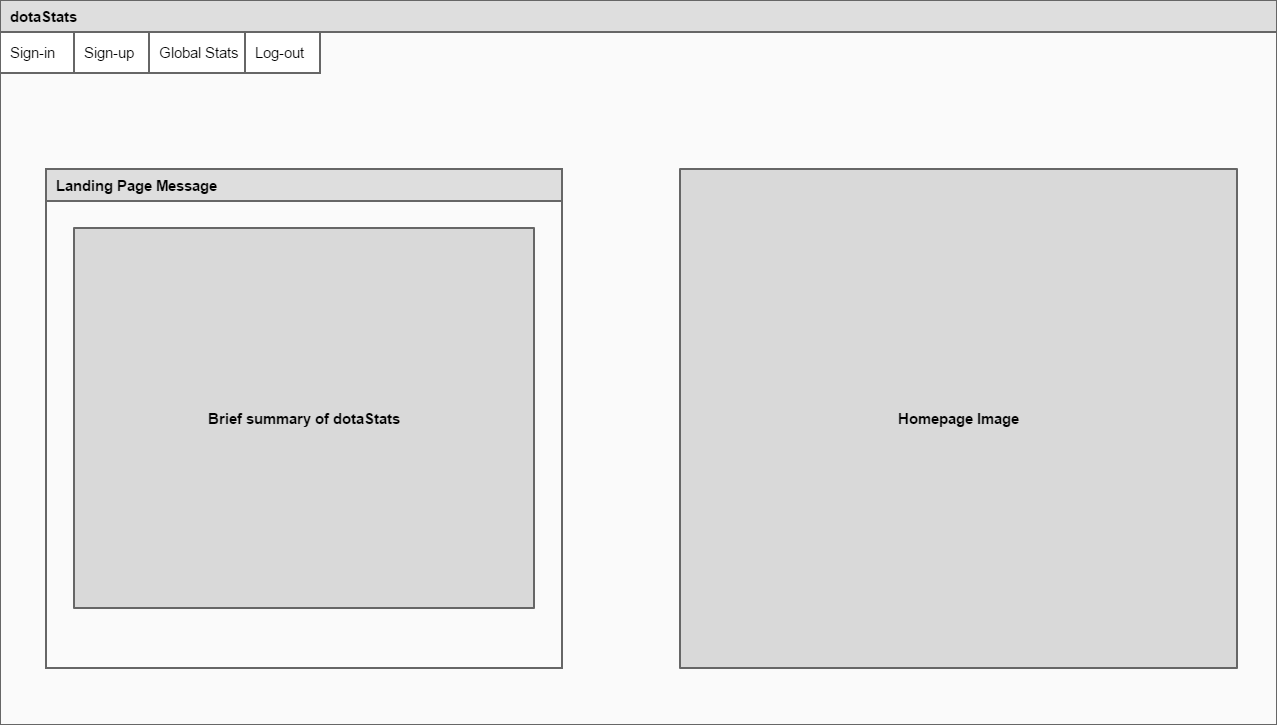 dotaStats
Sign-in Sign-up Global Stats Log-out
Landing Page Message
Brief summary of dotaStats
Homepage Image